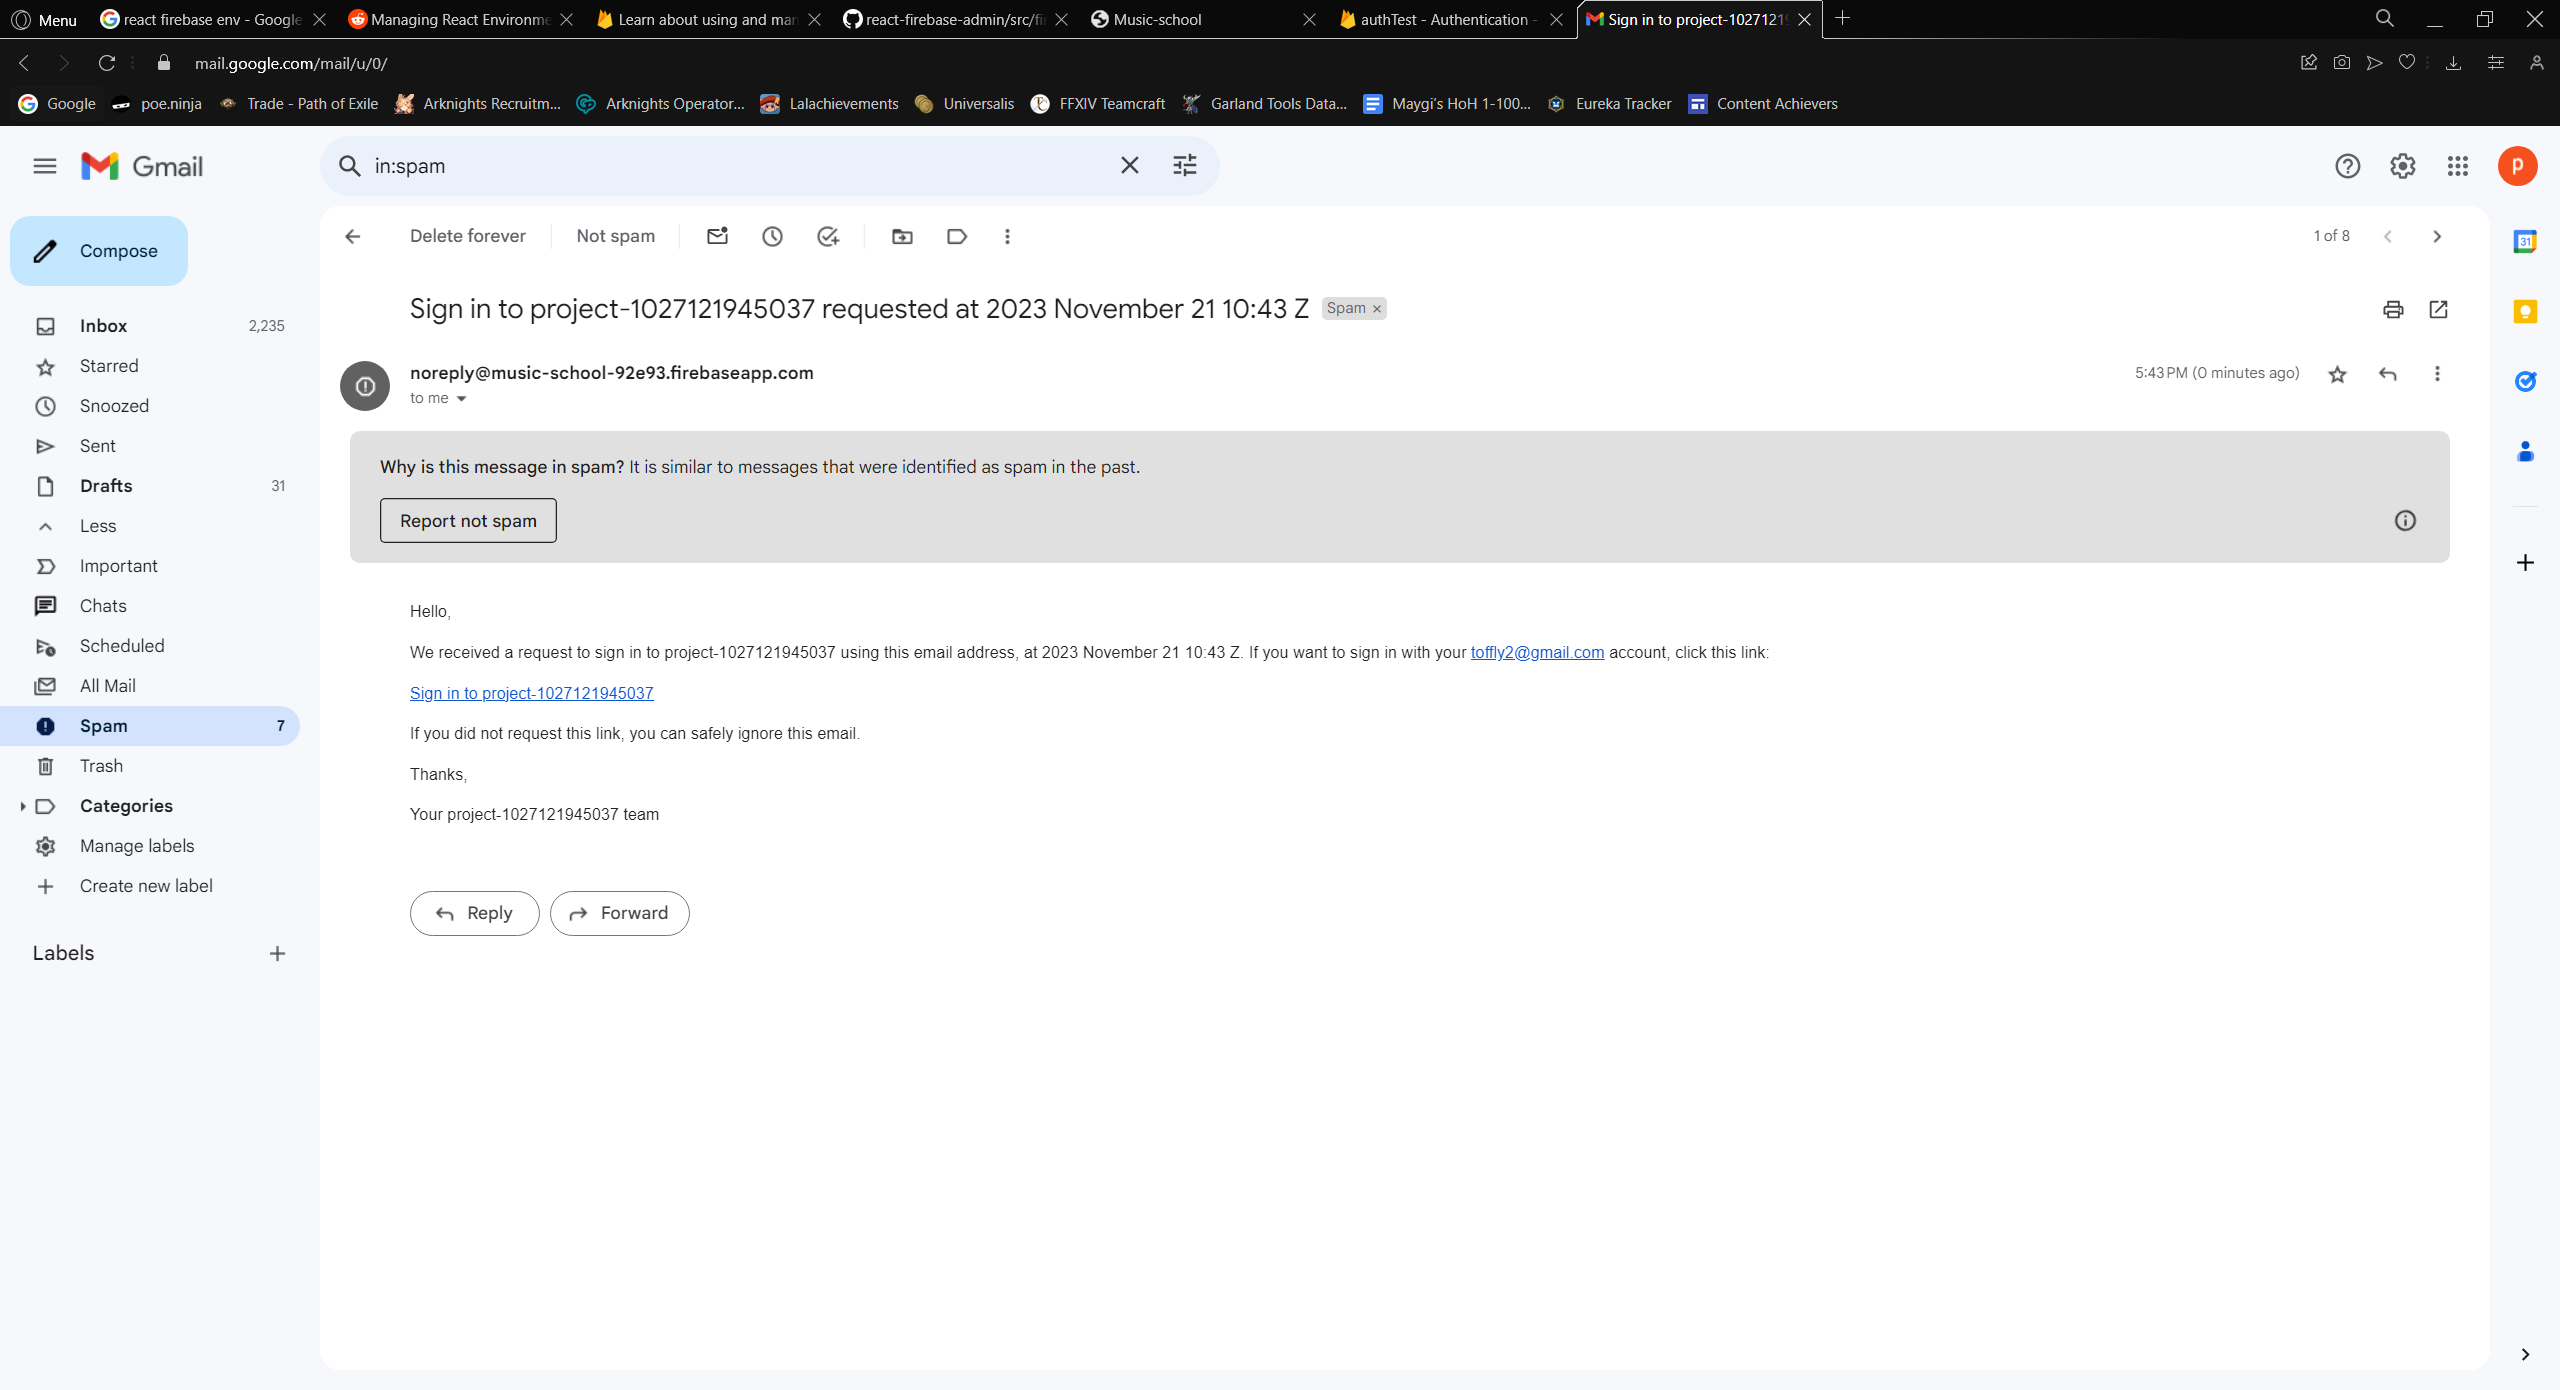 Menu
react firebase env - Google
Managing React Environme
Learn about using and man
react-firebase-admin/src/fi
Music-school
authTest - Authentication -
Sign in to project-10271219
mail.google.com/mail/u/0/
Google
poe.ninja
Trade - Path of Exile
Arknights Recruitm...
Arknights Operator...
Lalachievements
Universalis
FFXIV Teamcraft
Garland Tools Data...
Maygi's HoH 1-100...
Eureka Tracker
Content Achievers
Gmail
in:spam
p
Compose
Delete forever
Not spam
1 of 8
31
Sign in to project-1027121945037 requested at 2023 November 21 10:43 Z
Spam ×
Inbox 2,235
Starred
Snoozed
Sent
Drafts 31
Less
Important
Chats
Scheduled
All Mail
Spam 7
Trash
Categories
Manage labels
Create new label
Labels
noreply@music-school-92e93.firebaseapp.com
5:43 PM (0 minutes ago)
to me
Why is this message in spam? It is similar to messages that were identified as spam in the past.
Report not spam
Hello,
We received a request to sign in to project-1027121945037 using this email address, at 2023 November 21 10:43 Z. If you want to sign in with your toffly2@gmail.com account, click this link:
Sign in to project-1027121945037
If you did not request this link, you can safely ignore this email.
Thanks,
Your project-1027121945037 team
Reply
Forward